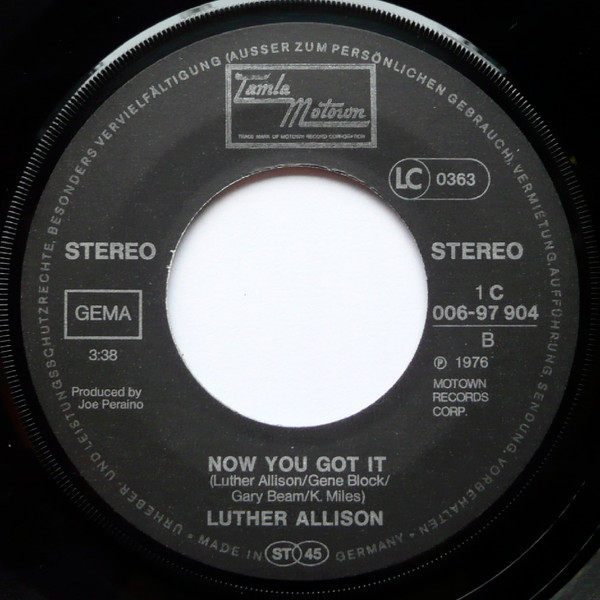 URHEBER- UND LEISTUNGSSCHUTZRECHTE, BESONDERS VERVIELFÄLTIGUNG (AUSSER ZUM PERSÖNLICHEN GEBRAUCH), VERMIETUNG, AUFFÜHRUNG, SENDUNG, VORBEHALTEN •
Tamla
Motown
TRADE MARK OF MOTOWN RECORD CORPORATION
LC 0363
STEREO STEREO
GEMA
3:38
Produced by
Joe Peraino
1 C
006-97 904
B
℗ 1976
MOTOWN
RECORDS
CORP.
NOW YOU GOT IT
(Luther Allison/Gene Block/
Gary Beam/K. Miles)
LUTHER ALLISON
• MADE IN ST 45 GERMANY •